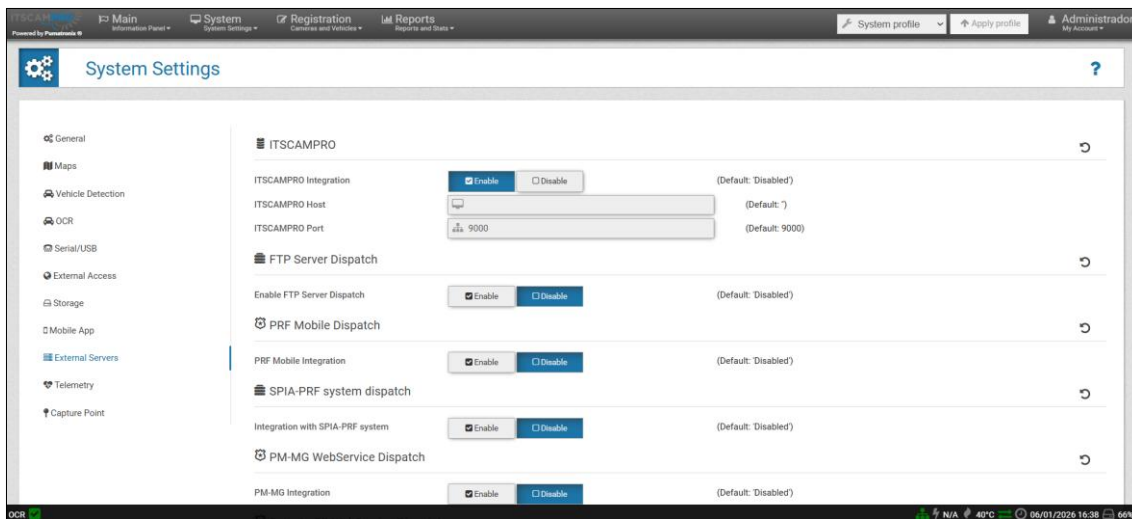 ITSCAMPRO Main System Registration Reports System profile Apply profile Administrador
Powered by Pumatronix ® Information Panel System Settings Cameras and Vehicles Reports and Stats My Account
System Settings ?
General
Maps
Vehicle Detection
OCR
Serial/USB
External Access
Storage
Mobile App
External Servers
Telemetry
Capture Point
ITSCAMPRO
ITSCAMPRO Integration Enable Disable (Default: 'Disabled')
ITSCAMPRO Host (Default: '')
ITSCAMPRO Port 9000 (Default: 9000)
FTP Server Dispatch
Enable FTP Server Dispatch Enable Disable (Default: 'Disabled')
PRF Mobile Dispatch
PRF Mobile Integration Enable Disable (Default: 'Disabled')
SPIA-PRF system dispatch
Integration with SPIA-PRF system Enable Disable (Default: 'Disabled')
PM-MG WebService Dispatch
PM-MG Integration Enable Disable (Default: 'Disabled')
OCR N/A 40°C 06/01/2026 16:38 66%